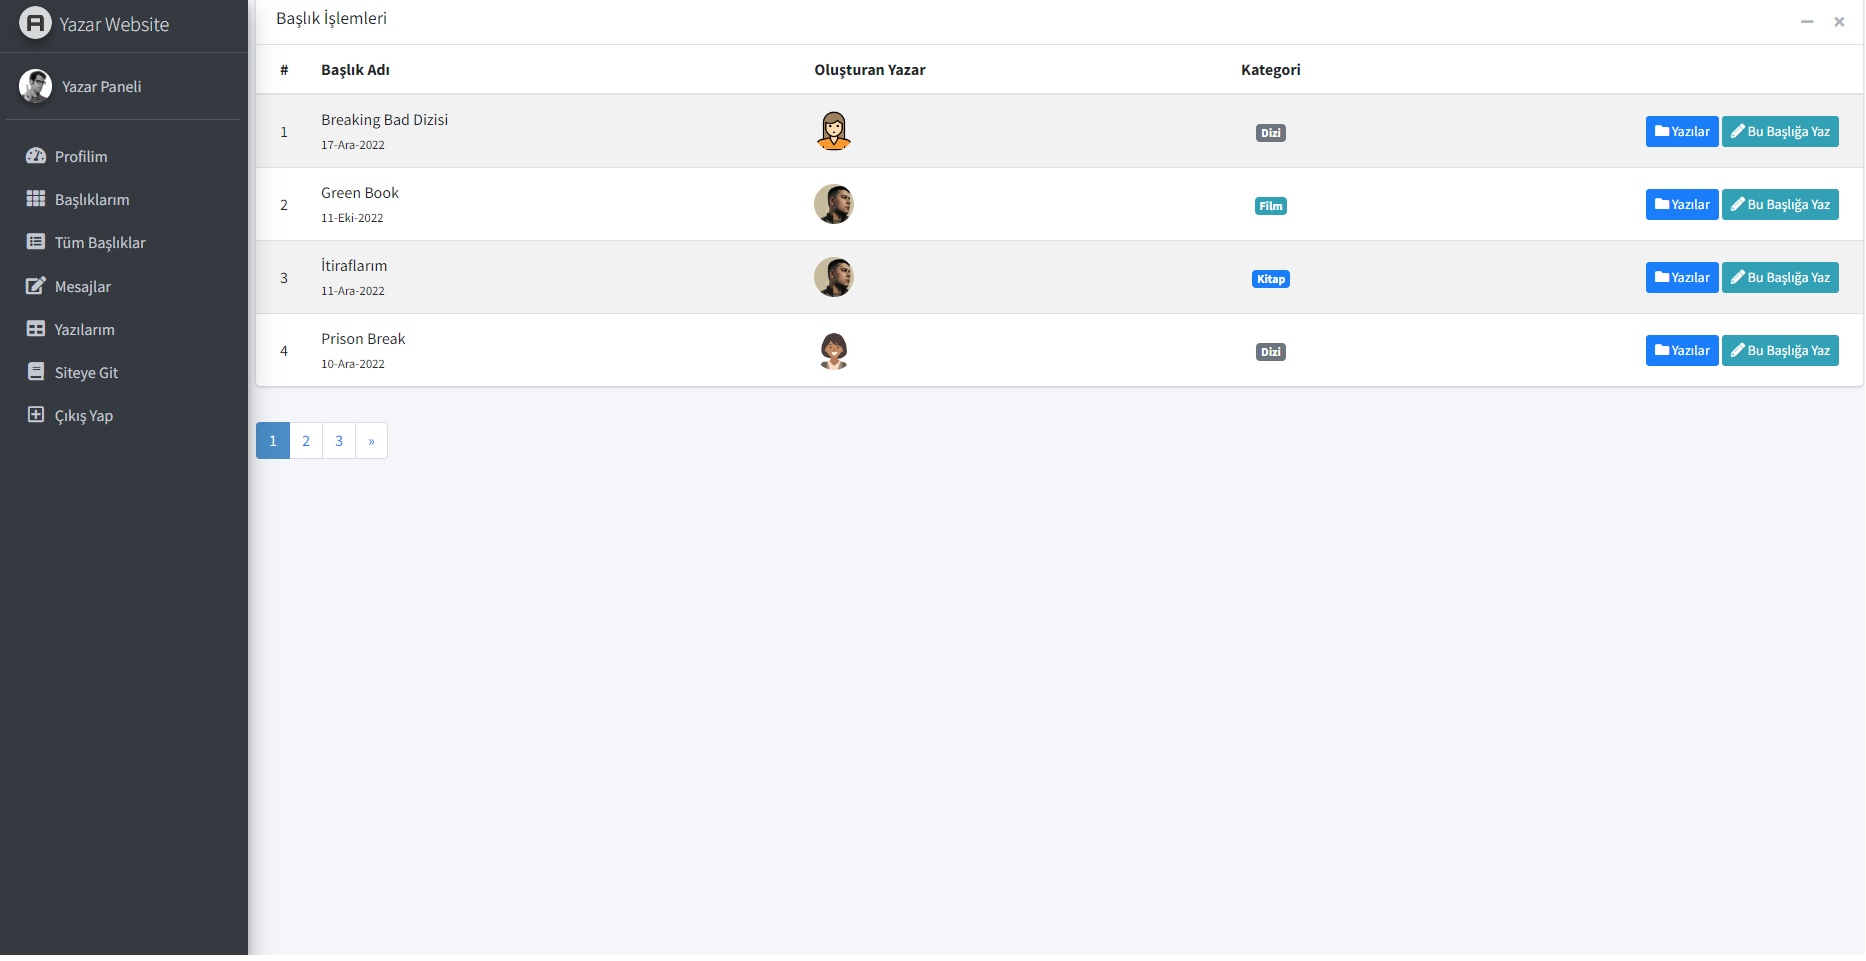 Yazar Website
Yazar Paneli
Profilim
Başlıklarım
Tüm Başlıklar
Mesajlar
Yazılarım
Siteye Git
Çıkış Yap
Başlık İşlemleri
# Başlık Adı Oluşturan Yazar Kategori
1 Breaking Bad Dizisi Dizi Yazılar Bu Başlığa Yaz
17-Ara-2022
2 Green Book Film Yazılar Bu Başlığa Yaz
11-Eki-2022
3 İtiraflarım Kitap Yazılar Bu Başlığa Yaz
11-Ara-2022
4 Prison Break Dizi Yazılar Bu Başlığa Yaz
10-Ara-2022
1 2 3 »